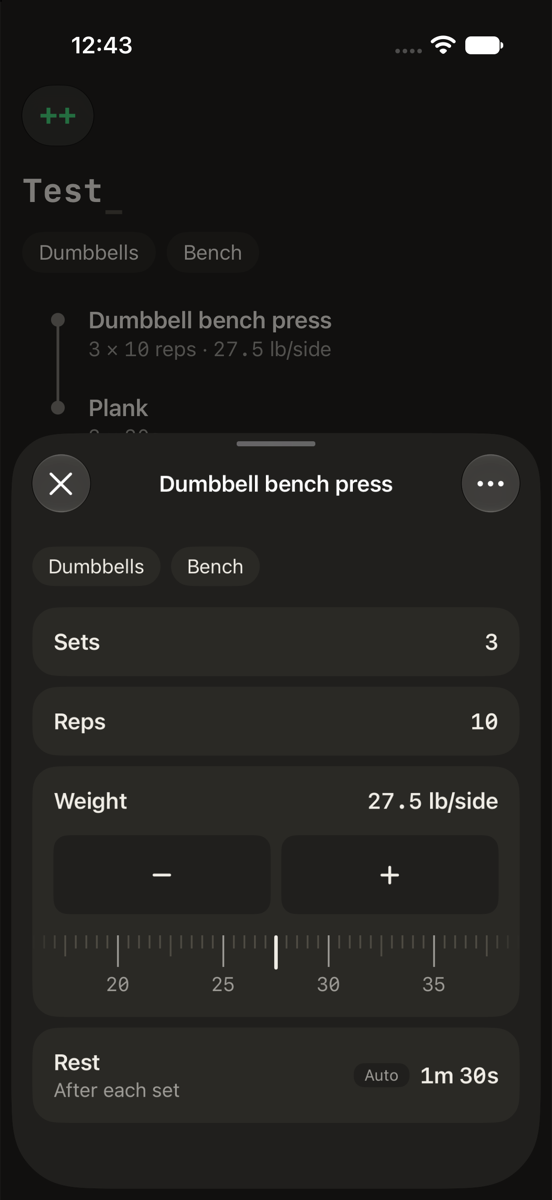 12:43
++
Test_
Dumbbells Bench
Dumbbell bench press
3 × 10 reps · 27.5 lb/side
Plank
Dumbbell bench press
Dumbbells Bench
Sets 3
Reps 10
Weight 27.5 lb/side
− +
20 25 30 35
Rest
After each set
Auto 1m 30s